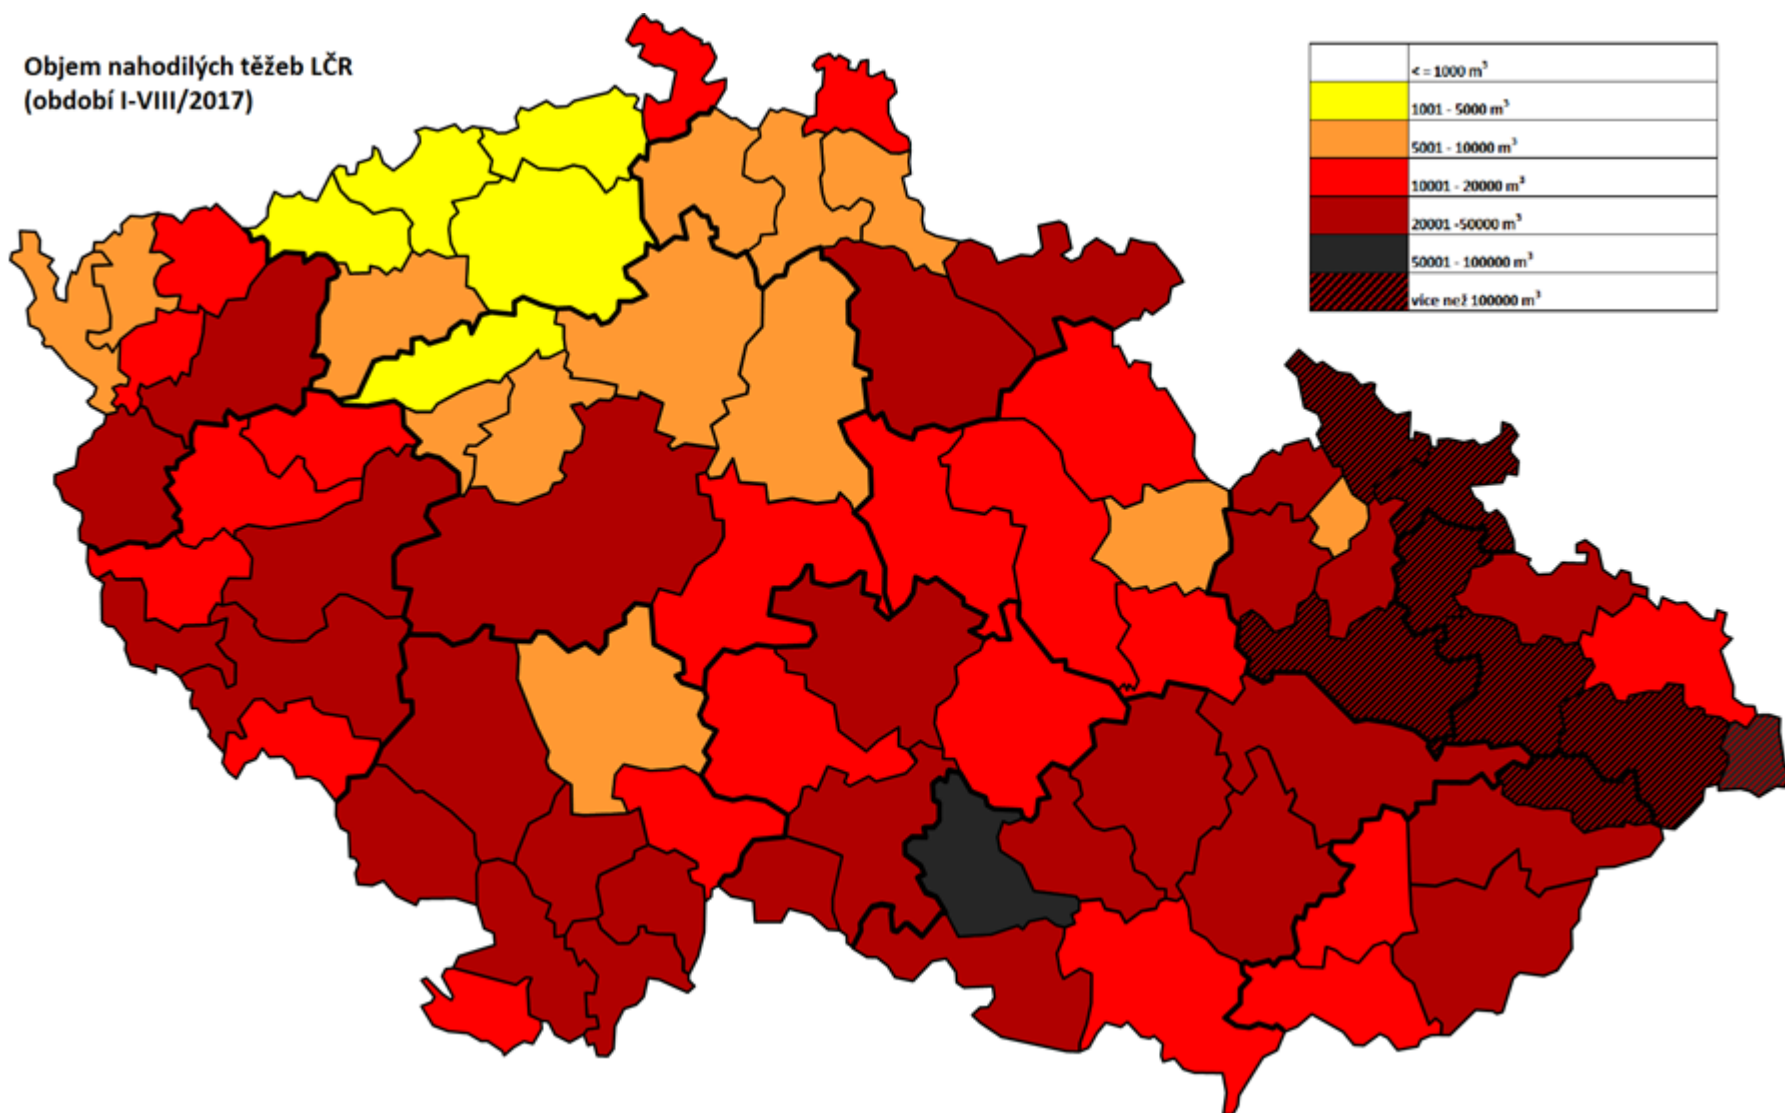 Objem nahodilých těžeb LČR
(období I-VIII/2017)
< = 1000 m³
1001 - 5000 m³
5001 - 10000 m³
10001 - 20000 m³
20001 -50000 m³
50001 - 100000 m³
více než 100000 m³